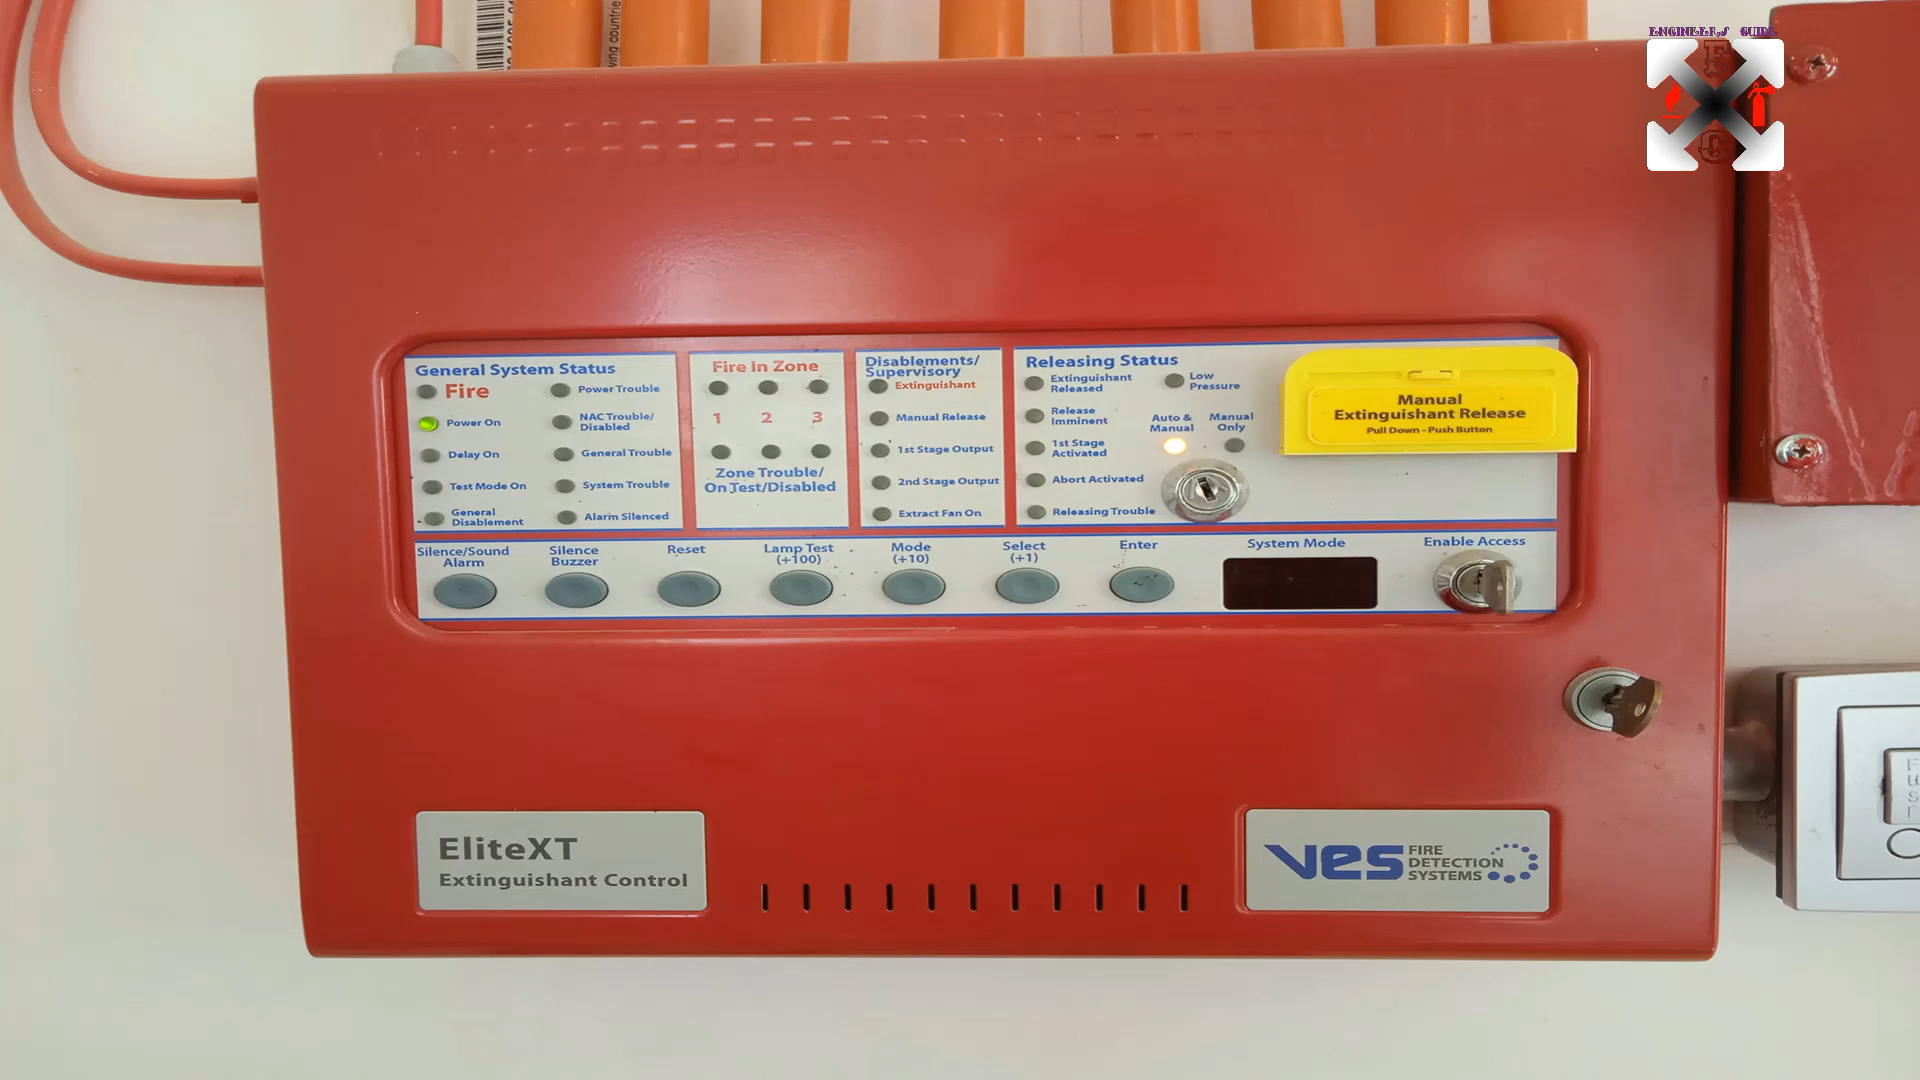 wing countries
ENGINEERS GUIDE
F
G
General System Status
Fire
Power On
Delay On
Test Mode On
General
Disablement
Power Trouble
NAC Trouble/
Disabled
General Trouble
System Trouble
Alarm Silenced
Fire In Zone
1 2 3
Zone Trouble/
On Test/Disabled
Disablements/
Supervisory
Extinguishant
Manual Release
1st Stage Output
2nd Stage Output
Extract Fan On
Releasing Status
Extinguishant
Released
Release
Imminent
1st Stage
Activated
Abort Activated
Releasing Trouble
Low
Pressure
Auto &
Manual
Manual
Only
Manual
Extinguishant Release
Pull Down - Push Button
Silence/Sound
Alarm
Silence
Buzzer
Reset
Lamp Test
(+100)
Mode
(+10)
Select
(+1)
Enter
System Mode
Enable Access
EliteXT
Extinguishant Control
VES FIRE
DETECTION
SYSTEMS